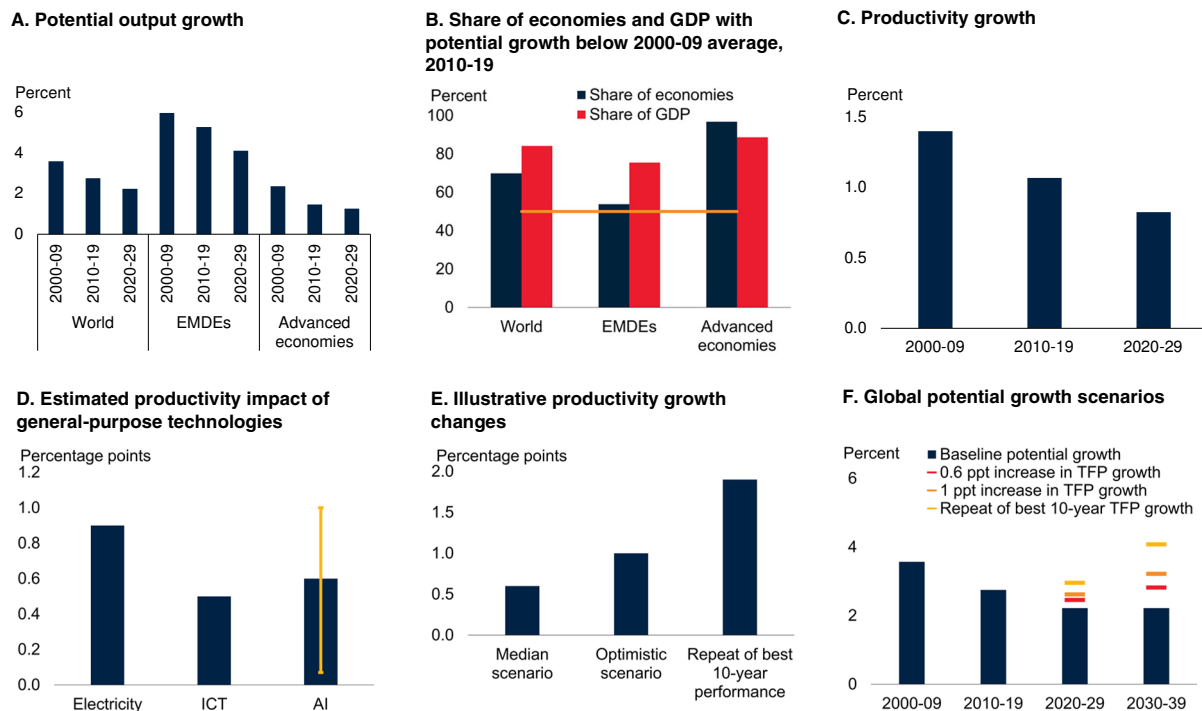 A. Potential output growth
Percent
6
4
2
0
2000-09
2010-19
2020-29
2000-09
2010-19
2020-29
2000-09
2010-19
2020-29
World
EMDEs
Advanced
economies
B. Share of economies and GDP with
potential growth below 2000-09 average,
2010-19
Percent
Share of economies
Share of GDP
100
80
60
40
20
0
World
EMDEs
Advanced
economies
C. Productivity growth
Percent
1.5
1.0
0.5
0.0
2000-09
2010-19
2020-29
D. Estimated productivity impact of
general-purpose technologies
Percentage points
1.2
1.0
0.8
0.6
0.4
0.2
0.0
Electricity
ICT
AI
E. Illustrative productivity growth
changes
Percentage points
2.0
1.5
1.0
0.5
0.0
Median
scenario
Optimistic
scenario
Repeat of best
10-year
performance
F. Global potential growth scenarios
Percent
Baseline potential growth
0.6 ppt increase in TFP growth
1 ppt increase in TFP growth
Repeat of best 10-year TFP growth
6
4
2
0
2000-09
2010-19
2020-29
2030-39